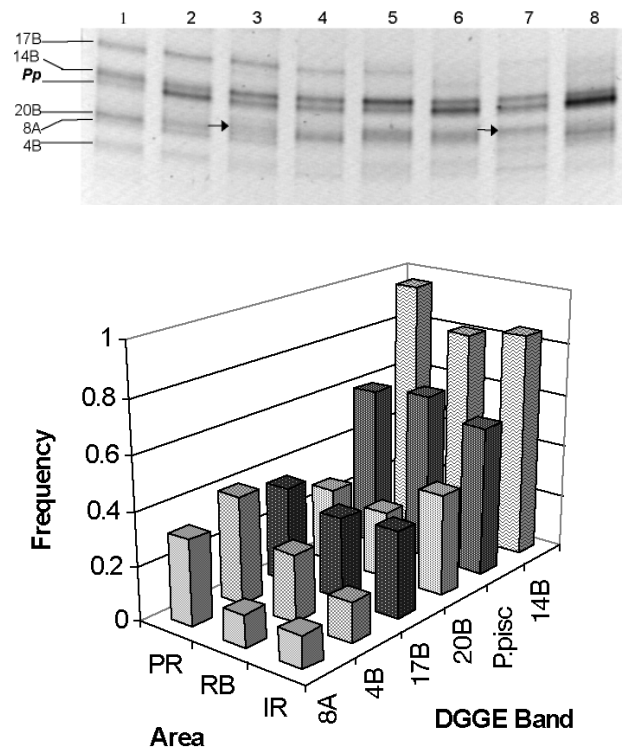 1 2 3 4 5 6 7 8
17B
14B
Pp
20B
8A
4B
1
0.8
0.6
0.4
0.2
0
Frequency
PR
RB
IR
Area
8A
4B
17B
20B
P.pisc
14B
DGGE Band